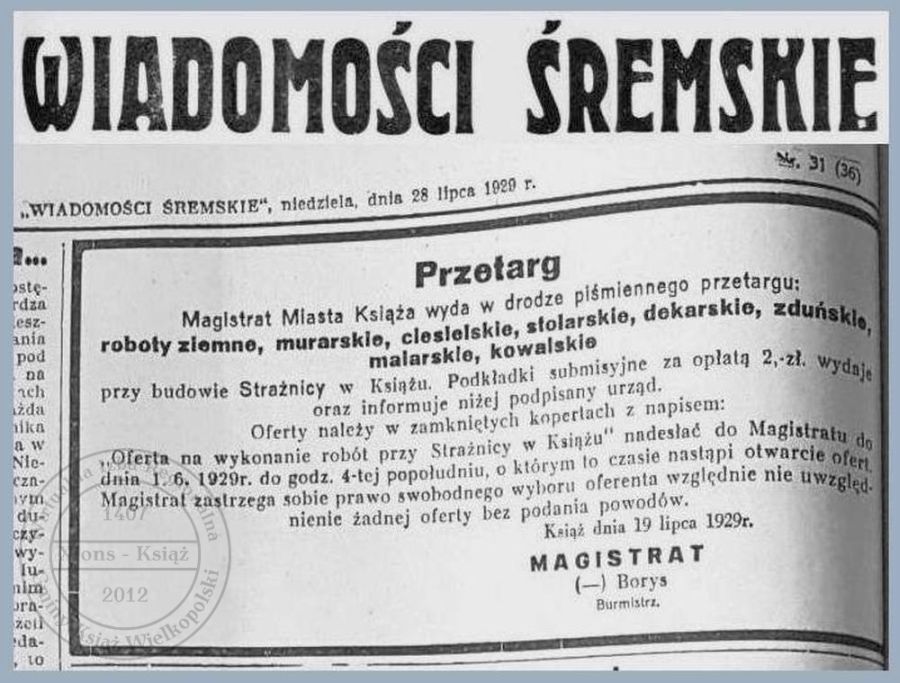 WIADOMOŚCI ŚREMSKIE
Nr. 31 (36)
„WIADOMOŚCI ŚREMSKIE", niedziela, dnia 28 lipca 1929 r.
Przetarg
Magistrat Miasta Książa wyda w drodze piśmiennego przetargu:
roboty ziemne, murarskie, ciesielskie, stolarskie, dekarskie, zduńskie,
malarskie, kowalskie
przy budowie Strażnicy w Książu. Podkładki submisyjne za opłatą 2,-zł. wydaje
oraz informuje niżej podpisany urząd.
Oferty należy w zamkniętych kopertach z napisem:
„Oferta na wykonanie robót przy Strażnicy w Książu" nadesłać do Magistratu do
dnia 1. 6. 1929r. do godz. 4-tej popołudniu, o którym to czasie nastąpi otwarcie ofert.
Magistrat zastrzega sobie prawo swobodnego wyboru oferenta względnie nie uwzględ-
nienie żadnej oferty bez podania powodów.
Książ dnia 19 lipca 1929r.
MAGISTRAT
(—) Borys
Burmistrz.
1407
Mons - Książ
2012
Gminy Książ Wielkopolski